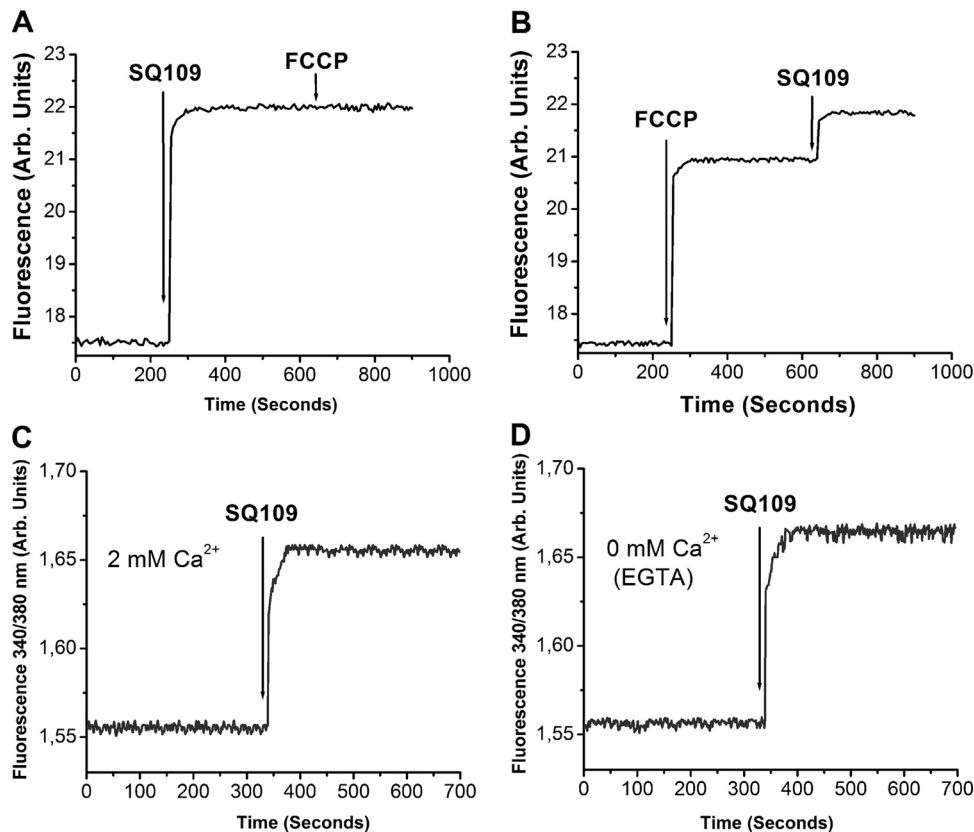 A
Fluorescence (Arb. Units)
23
22
21
20
19
18
SQ109
FCCP
0 200 400 600 800 1000
Time (Seconds)
B
Fluorescence (Arb. Units)
23
22
21
20
19
18
FCCP
SQ109
0 200 400 600 800 1000
Time (Seconds)
C
Fluorescence 340/380 nm (Arb. Units)
1,70
1,65
1,60
1,55
SQ109
2 mM Ca²⁺
0 100 200 300 400 500 600 700
Time (Seconds)
D
Fluorescence 340/380 nm (Arb. Units)
1,70
1,65
1,60
1,55
SQ109
0 mM Ca²⁺
(EGTA)
0 100 200 300 400 500 600 700
Time (Seconds)